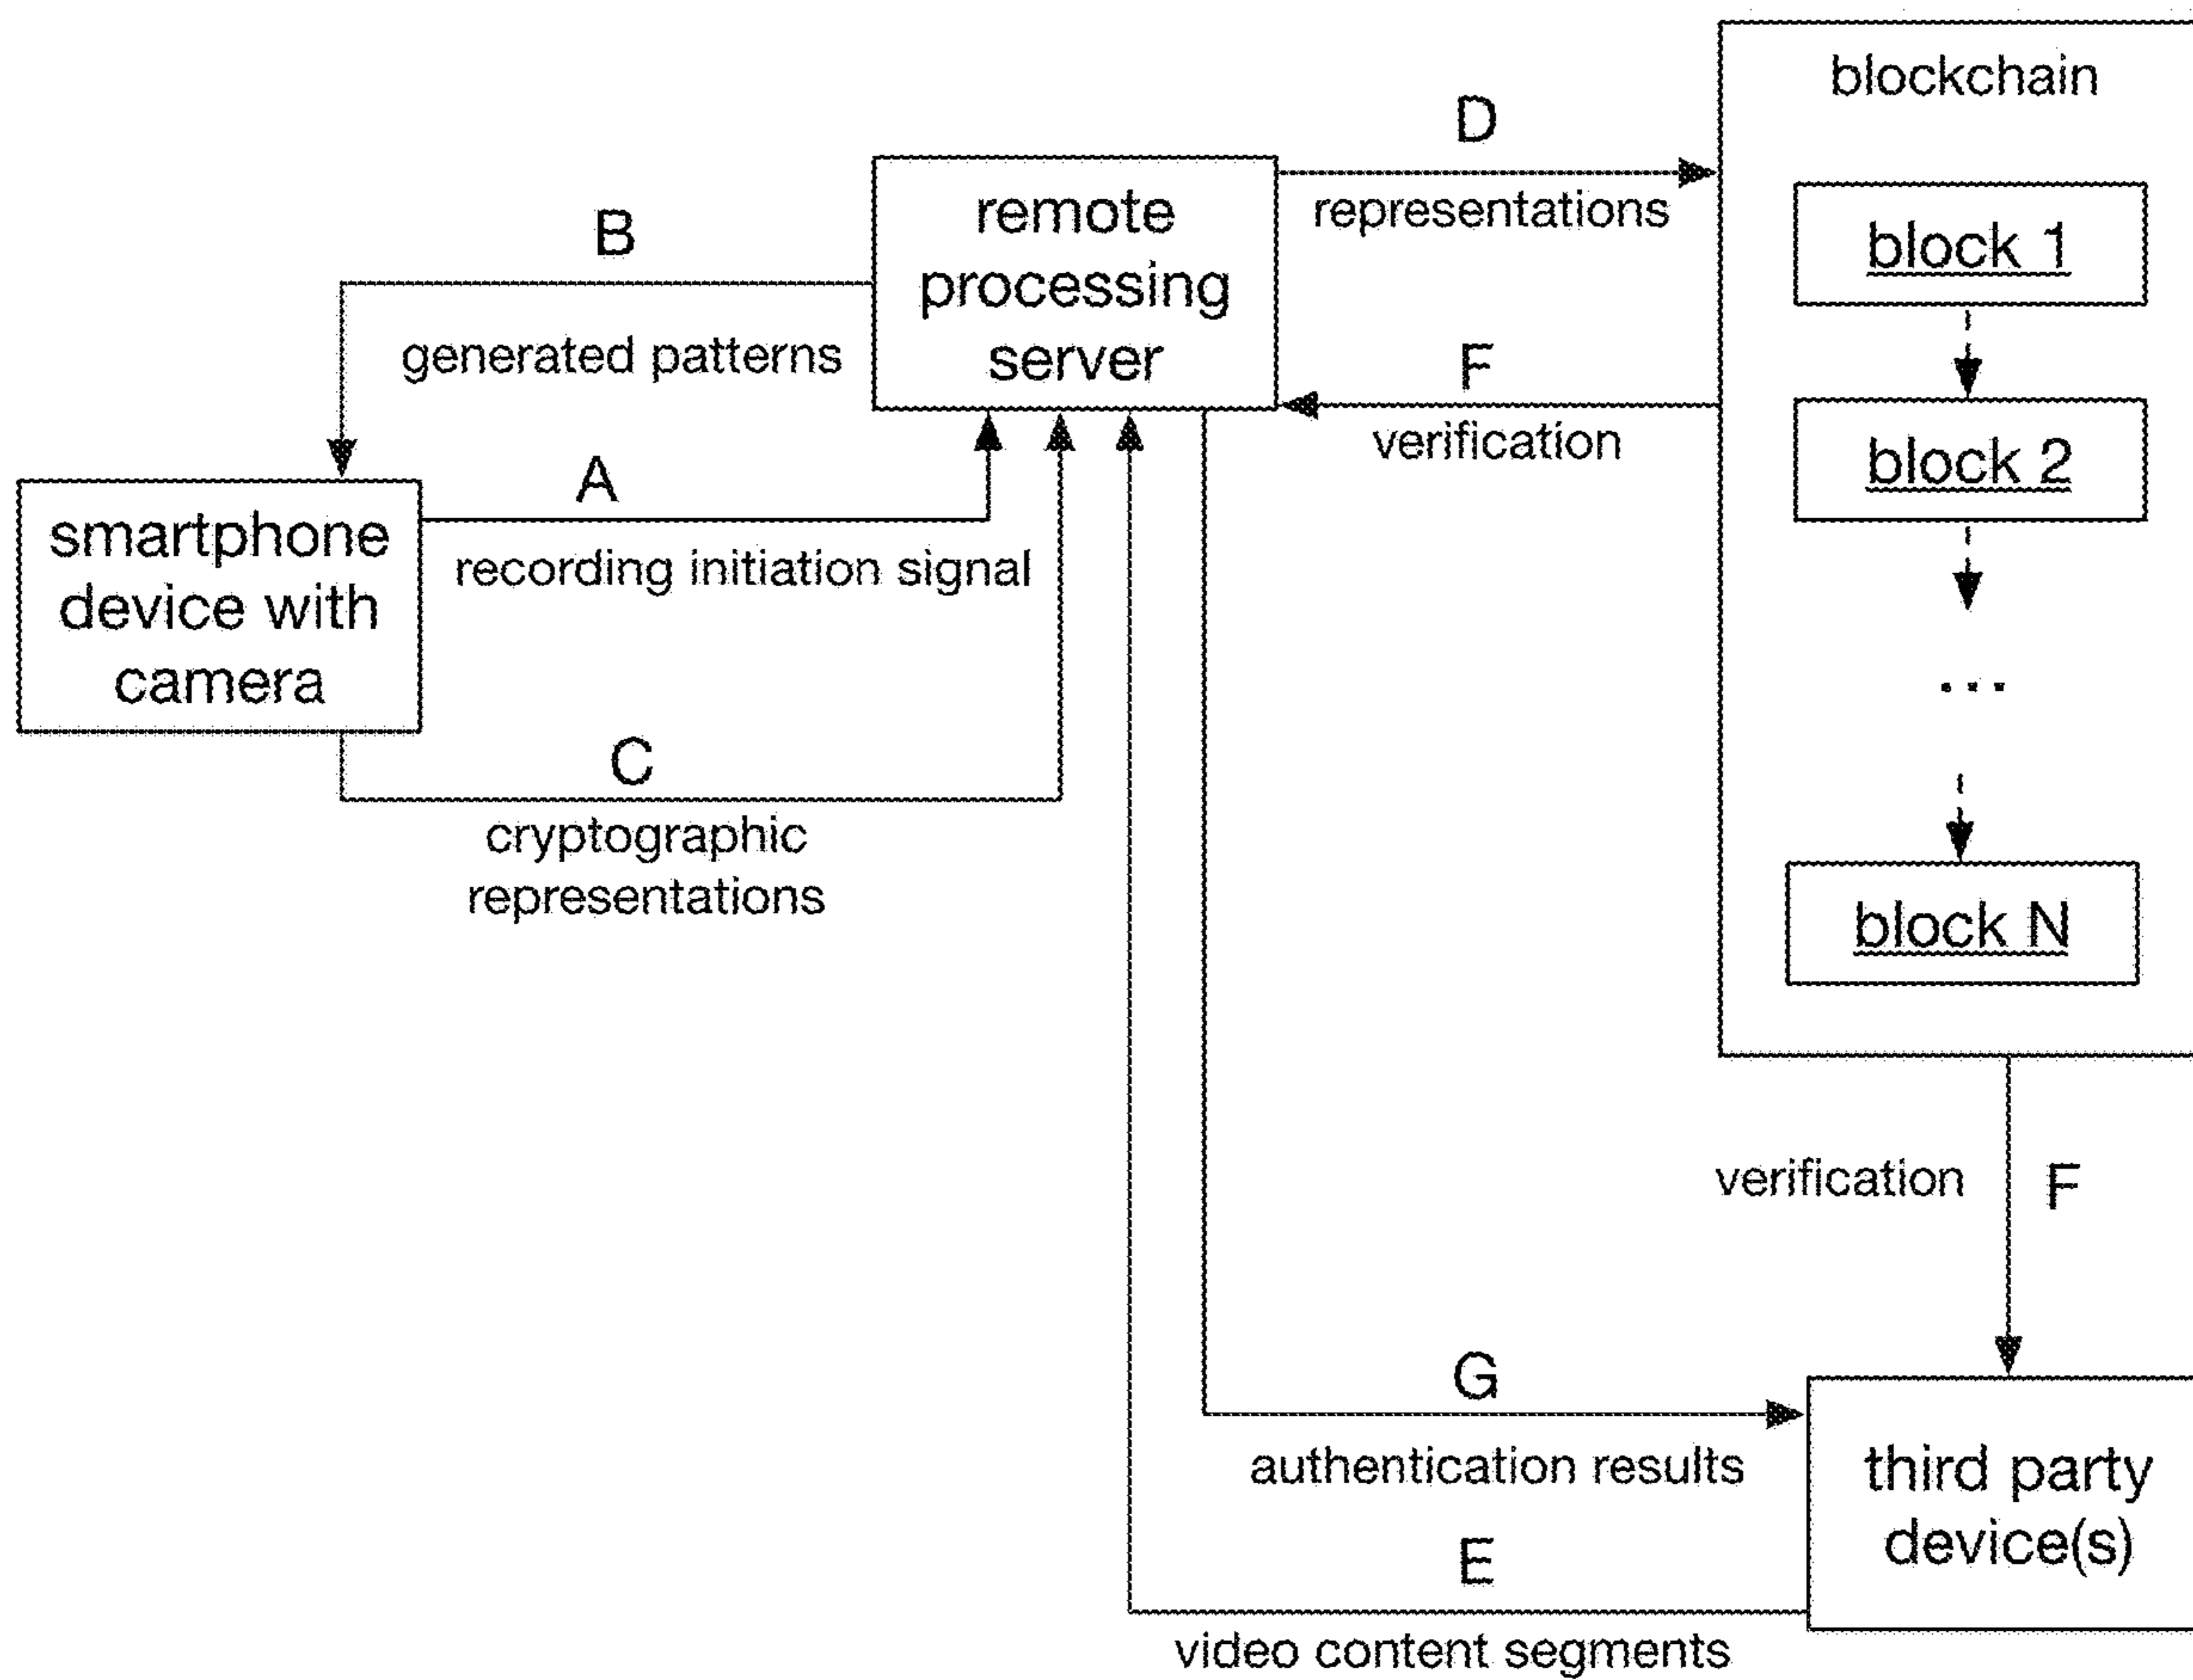 blockchain
D
representations
remote
processing
server
B
generated patterns
block 1
F
verification
block 2
A
recording initiation signal
smartphone
device with
camera
...
C
cryptographic
representations
block N
verification
F
G
authentication results
third party
device(s)
E
video content segments